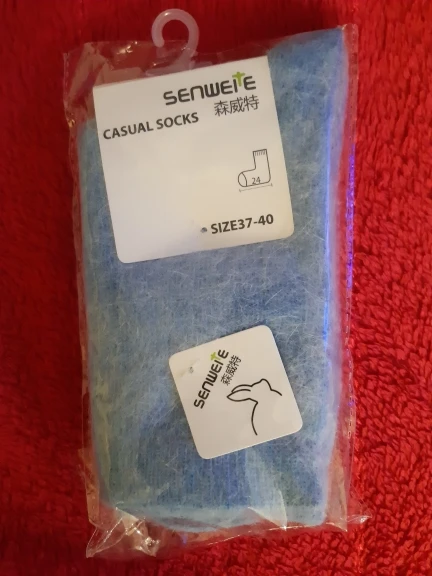 SENWEITE
森威特
CASUAL SOCKS
24
SIZE37-40
SENWEITE
森威特